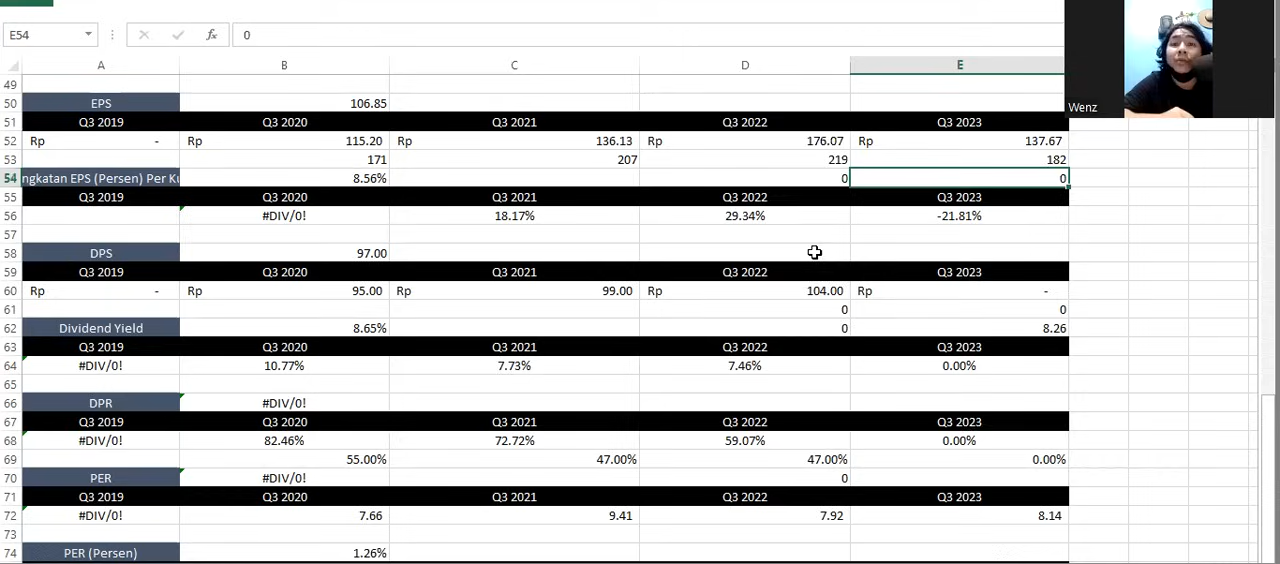 E54 fx 0
A B C D E
49
50 EPS 106.85
51 Q3 2019 Q3 2020 Q3 2021 Q3 2022 Q3 2023
52 Rp - Rp 115.20 Rp 136.13 Rp 176.07 Rp 137.67
53 171 207 219 182
54 ngkatan EPS (Persen) Per Ku 8.56% 0 0
55 Q3 2019 Q3 2020 Q3 2021 Q3 2022 Q3 2023
56 #DIV/0! 18.17% 29.34% -21.81%
57
58 DPS 97.00
59 Q3 2019 Q3 2020 Q3 2021 Q3 2022 Q3 2023
60 Rp - Rp 95.00 Rp 99.00 Rp 104.00 Rp -
61 0 0
62 Dividend Yield 8.65% 0 8.26
63 Q3 2019 Q3 2020 Q3 2021 Q3 2022 Q3 2023
64 #DIV/0! 10.77% 7.73% 7.46% 0.00%
65
66 DPR #DIV/0!
67 Q3 2019 Q3 2020 Q3 2021 Q3 2022 Q3 2023
68 #DIV/0! 82.46% 72.72% 59.07% 0.00%
69 55.00% 47.00% 47.00% 0.00%
70 PER #DIV/0! 0
71 Q3 2019 Q3 2020 Q3 2021 Q3 2022 Q3 2023
72 #DIV/0! 7.66 9.41 7.92 8.14
73
74 PER (Persen) 1.26%
Wenz